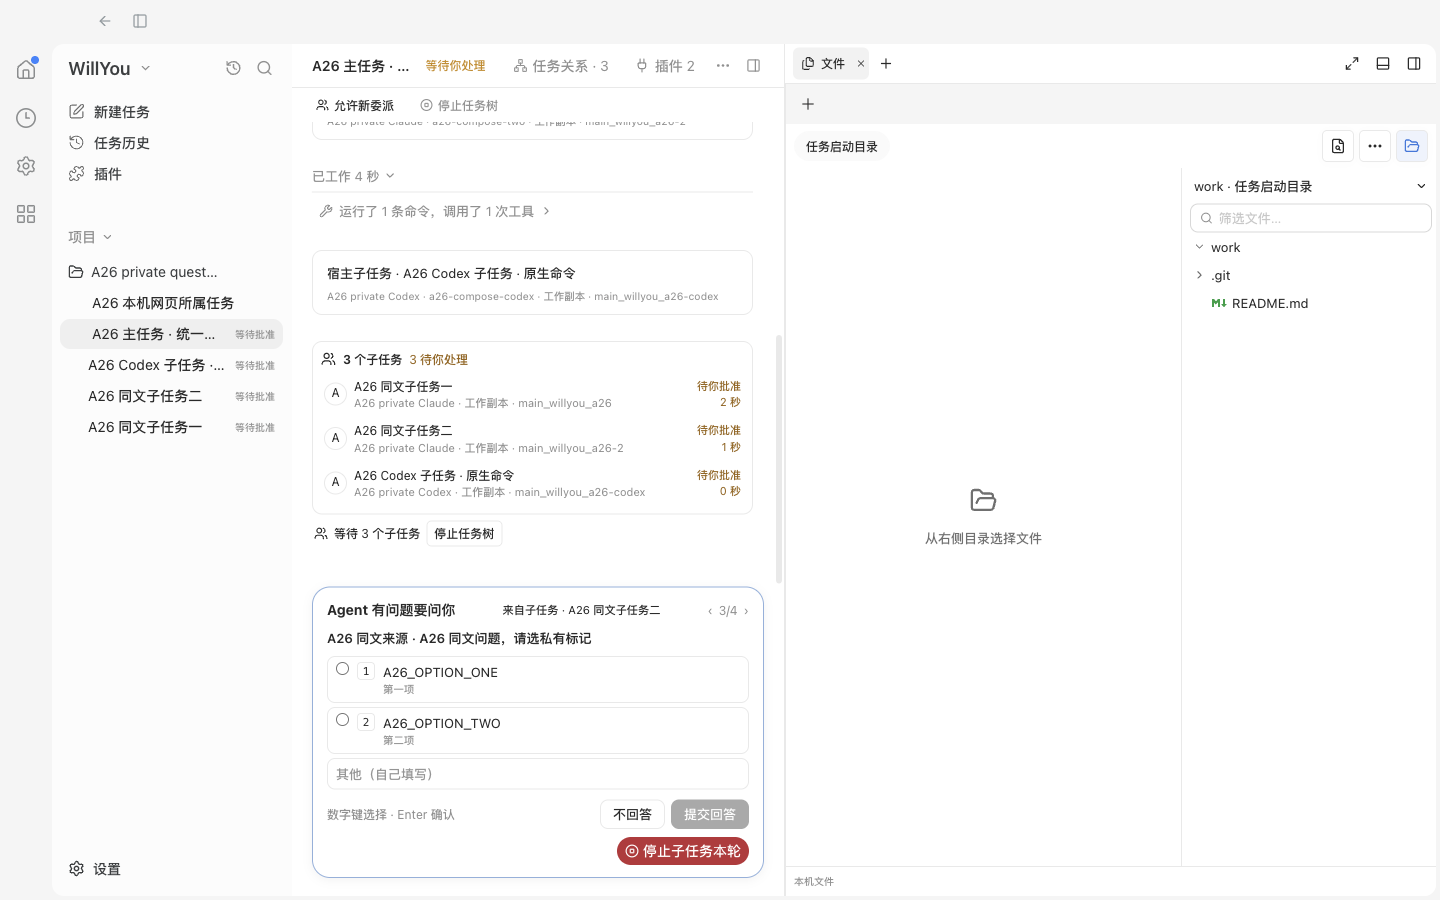 WillYou
新建任务
任务历史
插件
项目
A26 private quest...
A26 本机网页所属任务
A26 主任务 · 统一... 等待批准
A26 Codex 子任务 ·... 等待批准
A26 同文子任务二 等待批准
A26 同文子任务一 等待批准
设置
A26 主任务 · ... 等待你处理 任务关系 · 3 插件 2
允许新委派 停止任务树
A26 private Claude · a26-compose-two · 工作副本 · main_willyou_a26-2
已工作 4 秒
运行了 1 条命令，调用了 1 次工具
宿主子任务 · A26 Codex 子任务 · 原生命令
A26 private Codex · a26-compose-codex · 工作副本 · main_willyou_a26-codex
3 个子任务 3 待你处理
A
A26 同文子任务一 待你批准
A26 private Claude · 工作副本 · main_willyou_a26 2 秒
A
A26 同文子任务二 待你批准
A26 private Claude · 工作副本 · main_willyou_a26-2 1 秒
A
A26 Codex 子任务 · 原生命令 待你批准
A26 private Codex · 工作副本 · main_willyou_a26-codex 0 秒
等待 3 个子任务 停止任务树
Agent 有问题要问你 来自子任务 · A26 同文子任务二 ‹ 3/4 ›
A26 同文来源 · A26 同文问题，请选私有标记
1 A26_OPTION_ONE
第一项
2 A26_OPTION_TWO
第二项
其他（自己填写）
数字键选择 · Enter 确认 不回答 提交回答
停止子任务本轮
文件 ×
任务启动目录
从右侧目录选择文件
work · 任务启动目录
筛选文件...
work
.git
M↓ README.md
本机文件